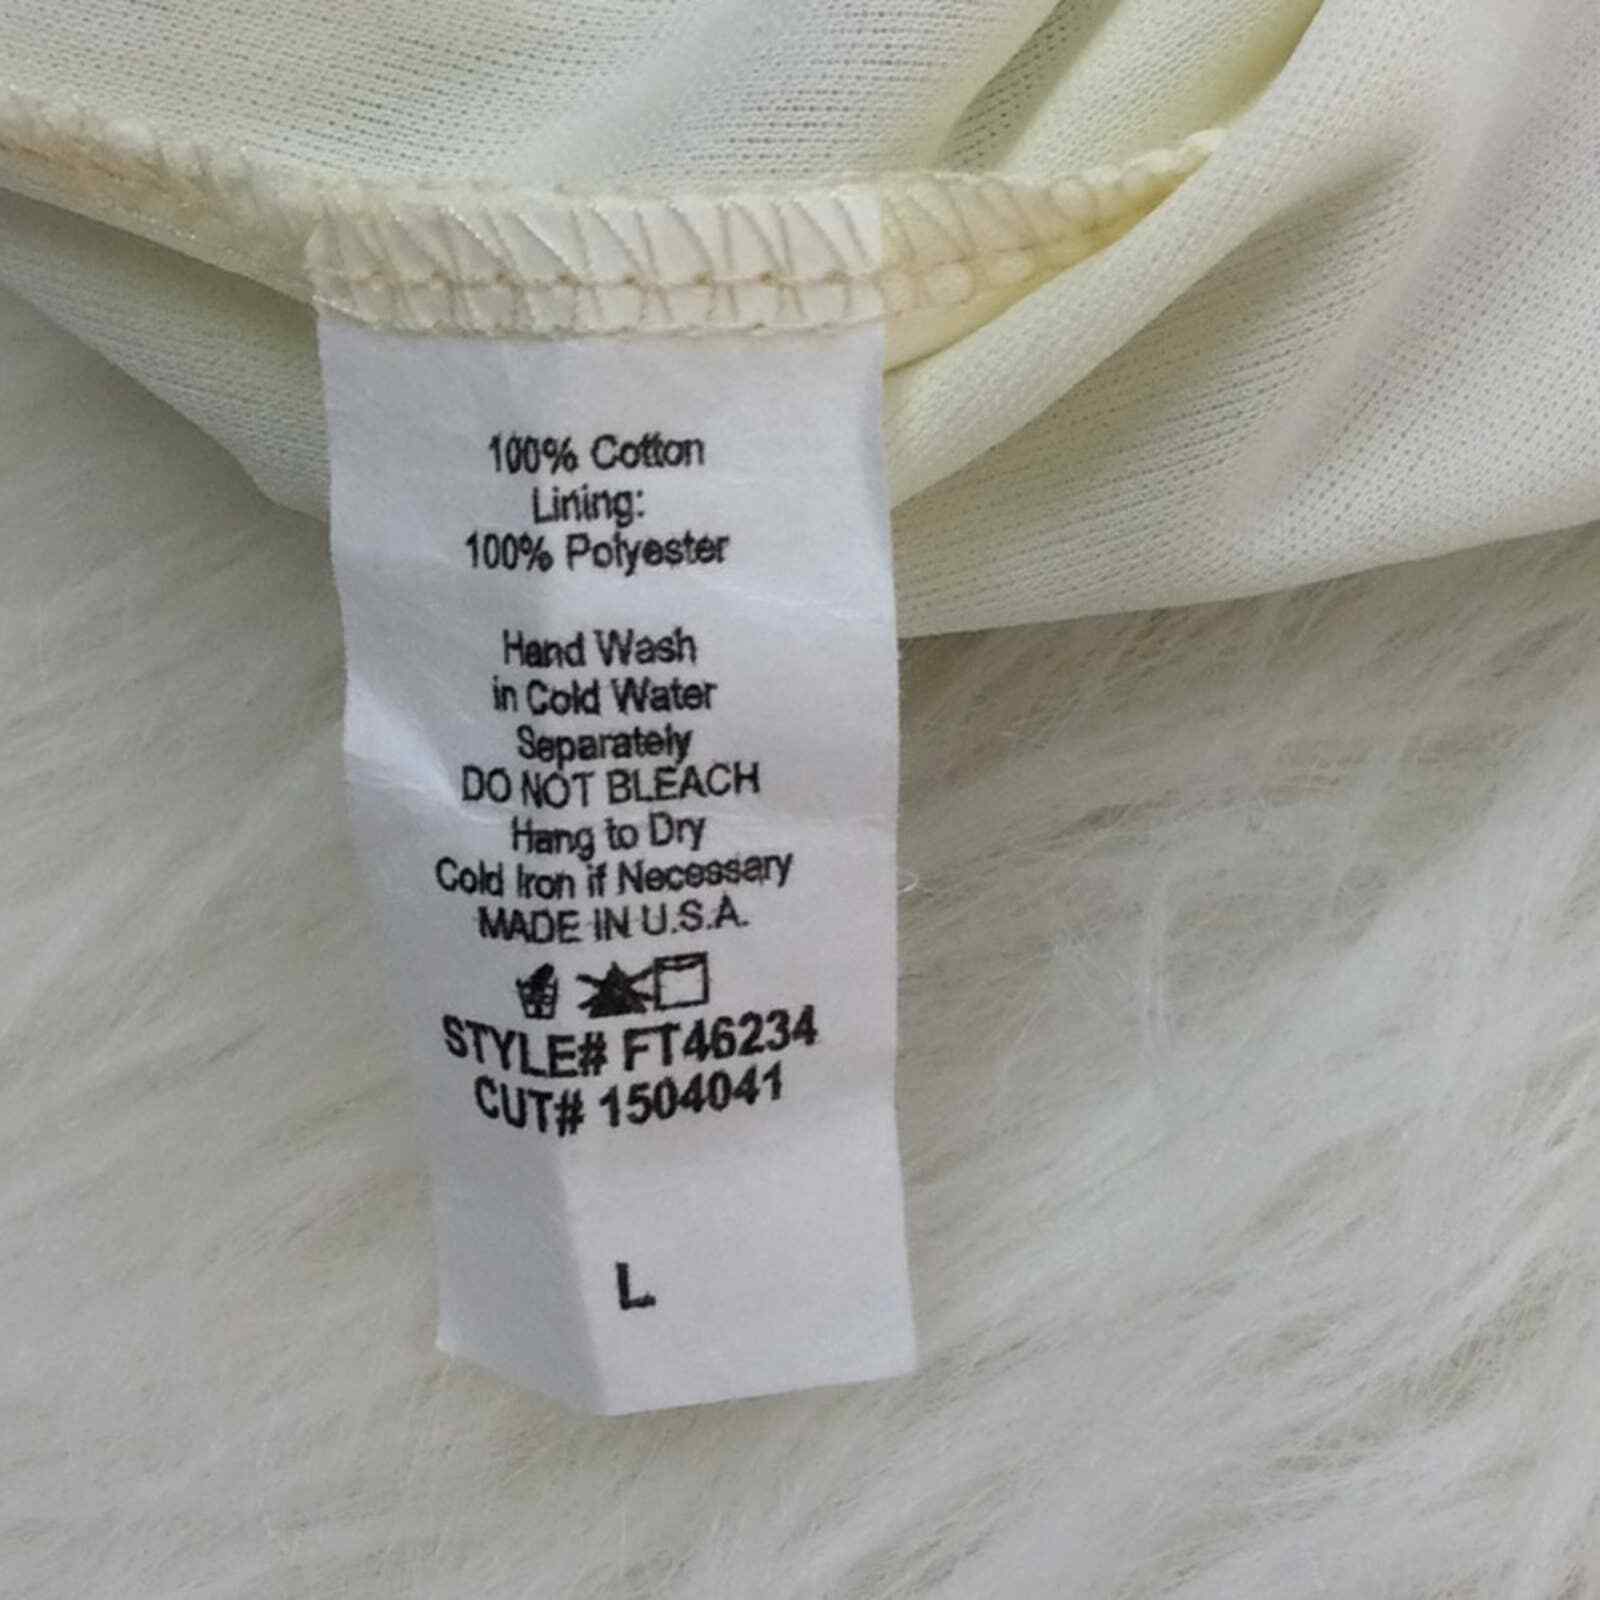 100% Cotton
Lining:
100% Polyester
Hand Wash
in Cold Water
Separately
DO NOT BLEACH
Hang to Dry
Cold Iron if Necessary
MADE IN U.S.A.
STYLE# FT46234
CUT# 1504041
L